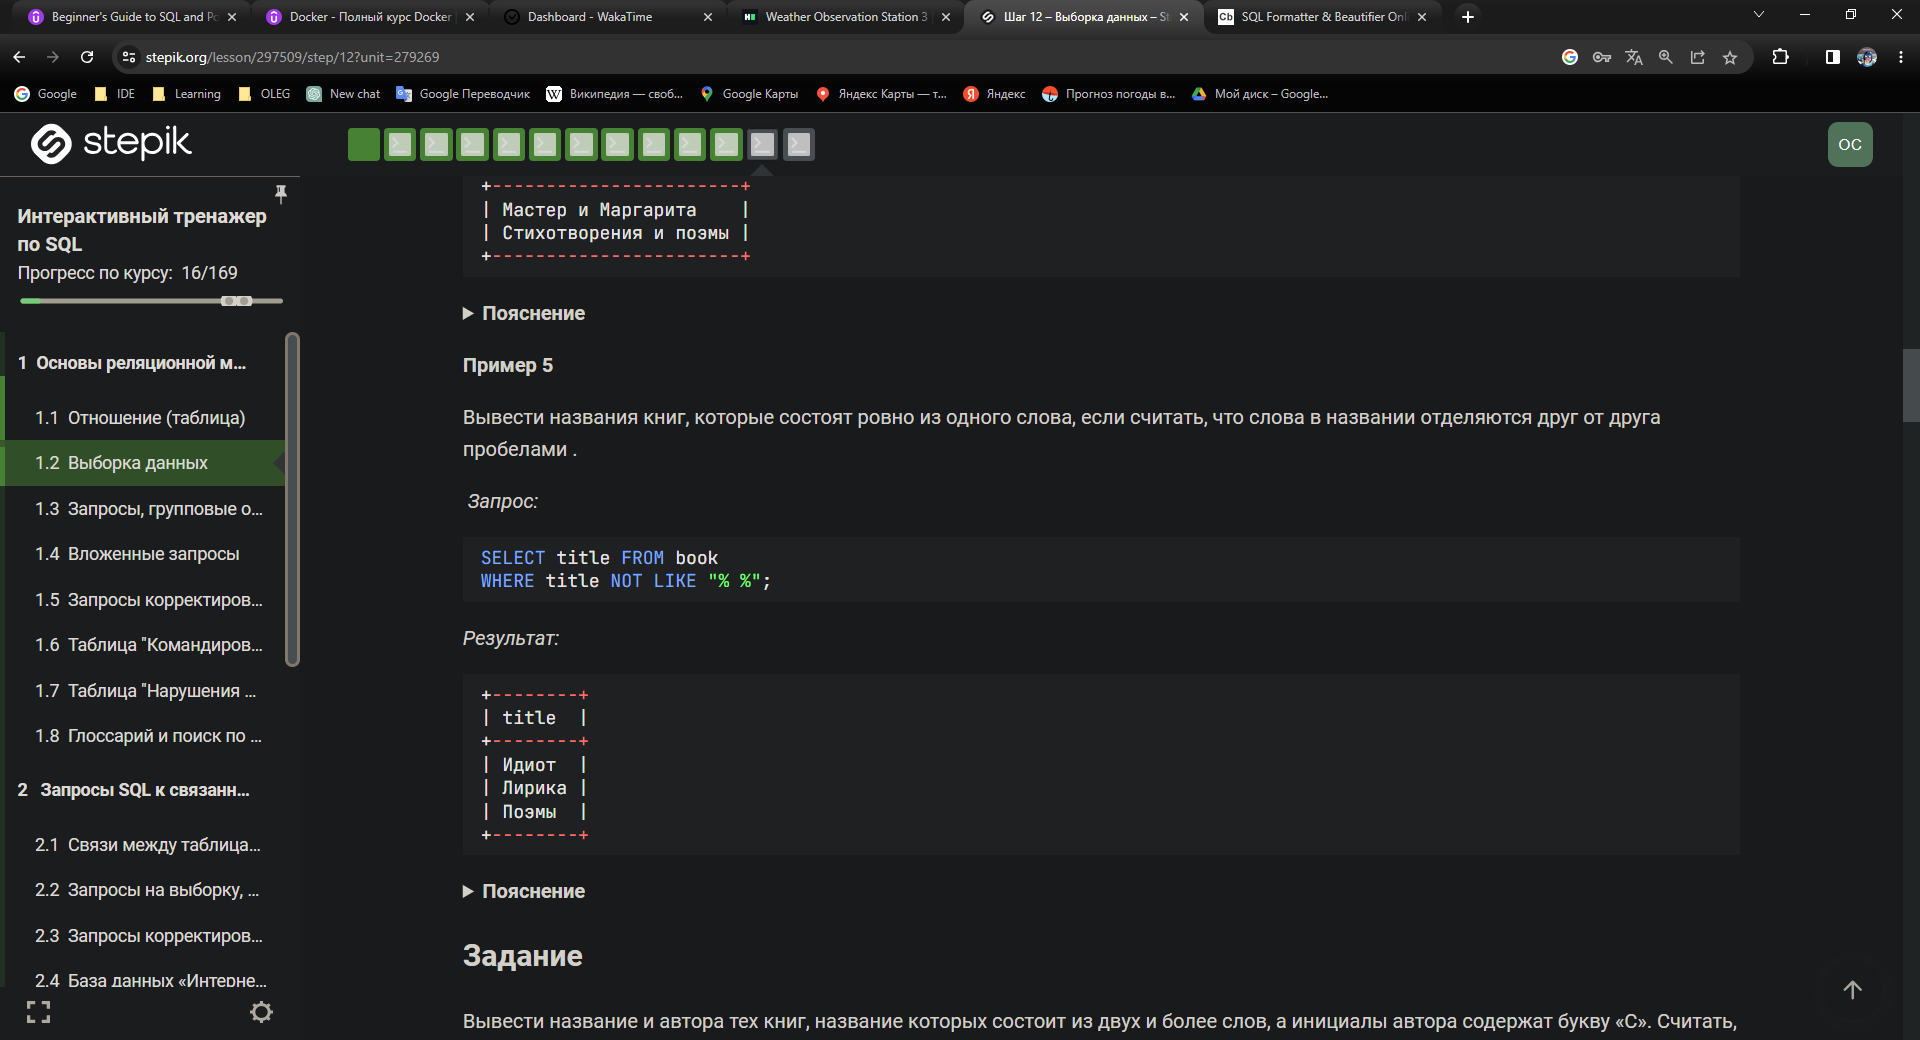 Beginner's Guide to SQL and Po
Docker - Полный курс Docker
Dashboard - WakaTime
Weather Observation Station 3
Шаг 12 – Выборка данных – St
SQL Formatter & Beautifier Onli
stepik.org/lesson/297509/step/12?unit=279269
Google
IDE
Learning
OLEG
New chat
Google Переводчик
Википедия — своб...
Google Карты
Яндекс Карты — т...
Яндекс
Прогноз погоды в...
Мой диск – Google...
stepik
OC
Интерактивный тренажер
по SQL
Прогресс по курсу: 16/169
1 Основы реляционной м...
1.1 Отношение (таблица)
1.2 Выборка данных
1.3 Запросы, групповые о...
1.4 Вложенные запросы
1.5 Запросы корректиров...
1.6 Таблица "Командиров...
1.7 Таблица "Нарушения ...
1.8 Глоссарий и поиск по ...
2 Запросы SQL к связанн...
2.1 Связи между таблица...
2.2 Запросы на выборку, ...
2.3 Запросы корректиров...
2.4 База данных «Интерне...
+-----------------------+
| Мастер и Маргарита    |
| Стихотворения и поэмы |
+-----------------------+
Пояснение
Пример 5
Вывести названия книг, которые состоят ровно из одного слова, если считать, что слова в названии отделяются друг от друга
пробелами .
Запрос:
SELECT title FROM book
WHERE title NOT LIKE "% %";
Результат:
+--------+
| title  |
+--------+
| Идиот  |
| Лирика |
| Поэмы  |
+--------+
Пояснение
Задание
Вывести название и автора тех книг, название которых состоит из двух и более слов, а инициалы автора содержат букву «С». Считать,